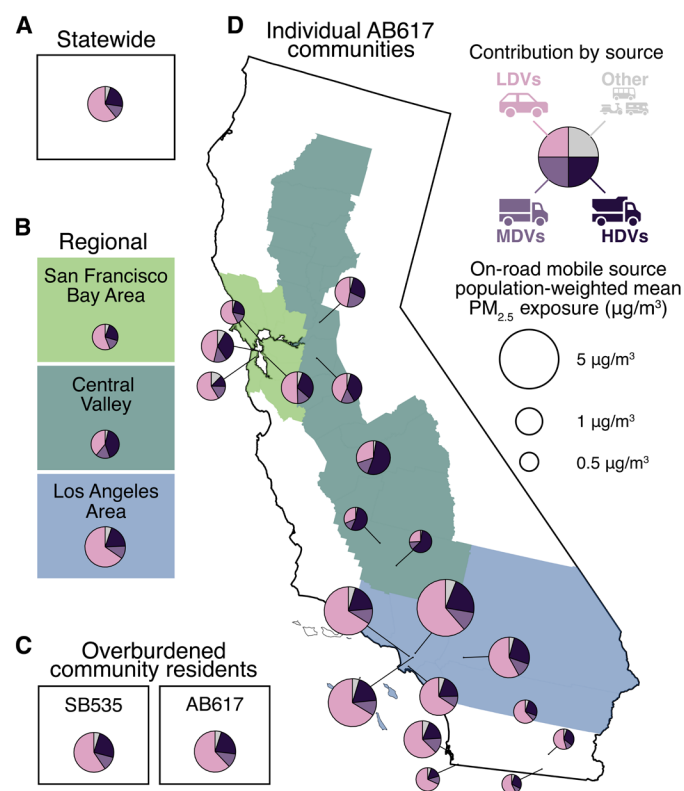 A
Statewide
B
Regional
San Francisco
Bay Area
Central
Valley
Los Angeles
Area
C
Overburdened
community residents
SB535
AB617
D
Individual AB617
communities
Contribution by source
LDVs
Other
MDVs
HDVs
On-road mobile source
population-weighted mean
PM2.5 exposure (µg/m³)
5 µg/m³
1 µg/m³
0.5 µg/m³